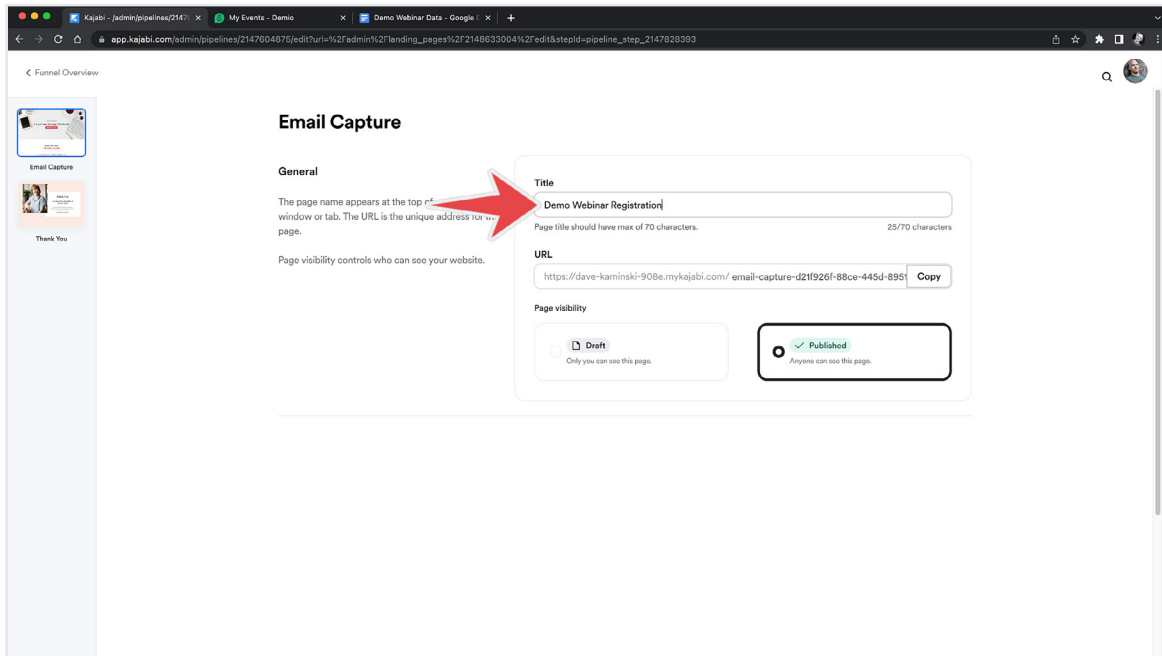 Kajabi - /admin/pipelines/2147
My Events - Demio
Demo Webinar Data - Google
app.kajabi.com/admin/pipelines/2147604875/edit?uri=%2Fadmin%2Flanding_pages%2F2148633004%2Fedit&stepId=pipeline_step_2147828393
Funnel Overview
Email Capture
Thank You
Email Capture
General
The page name appears at the top of
window or tab. The URL is the unique address for
page.
Page visibility controls who can see your website.
Title
Demo Webinar Registration
Page title should have max of 70 characters.
25/70 characters
URL
https://dave-kaminski-908e.mykajabi.com/ email-capture-d21f926f-88ce-445d-8951
Copy
Page visibility
Draft
Only you can see this page.
Published
Anyone can see this page.